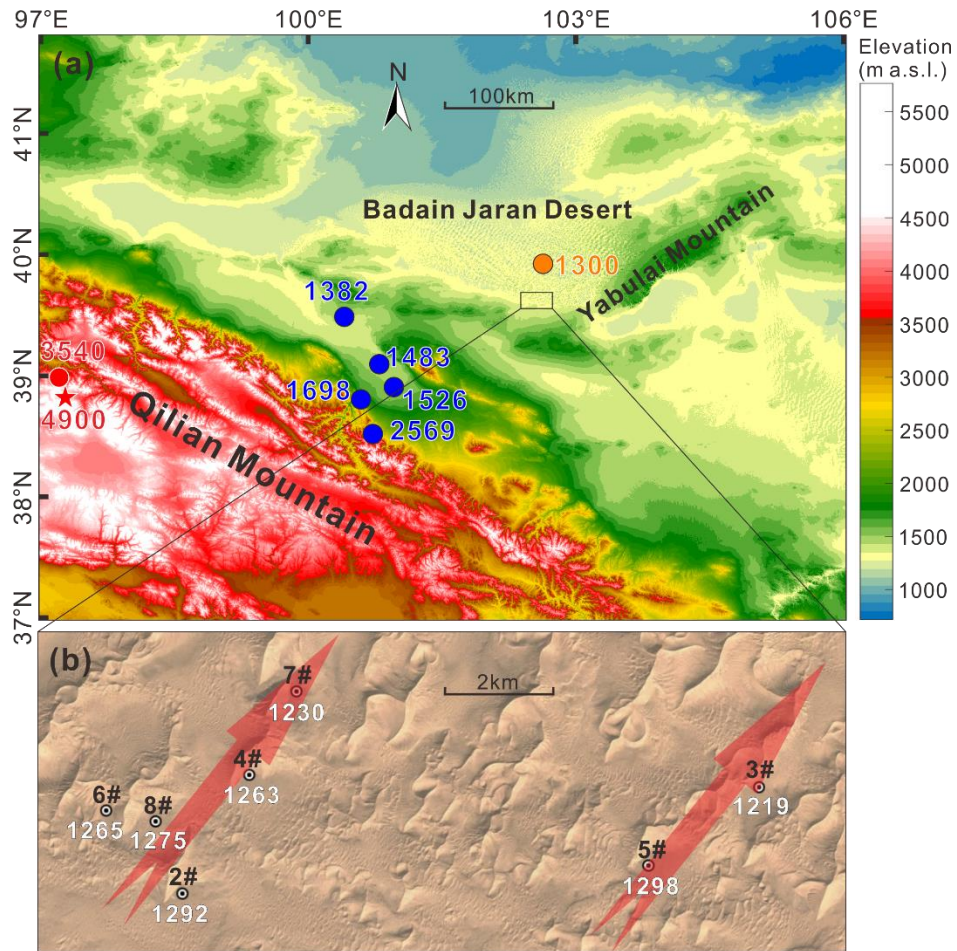 97°E 100°E 103°E 106°E
(a)
N
100km
Elevation
(m a.s.l.)
41°N
40°N
39°N
38°N
37°N
Badain Jaran Desert
Yabulai Mountain
1300
1382
1483
1698
1526
2569
3540
4900
Qilian Mountain
5500
5000
4500
4000
3500
3000
2500
2000
1500
1000
(b)
2km
7#
1230
4#
1263
6#
1265
8#
1275
2#
1292
3#
1219
5#
1298